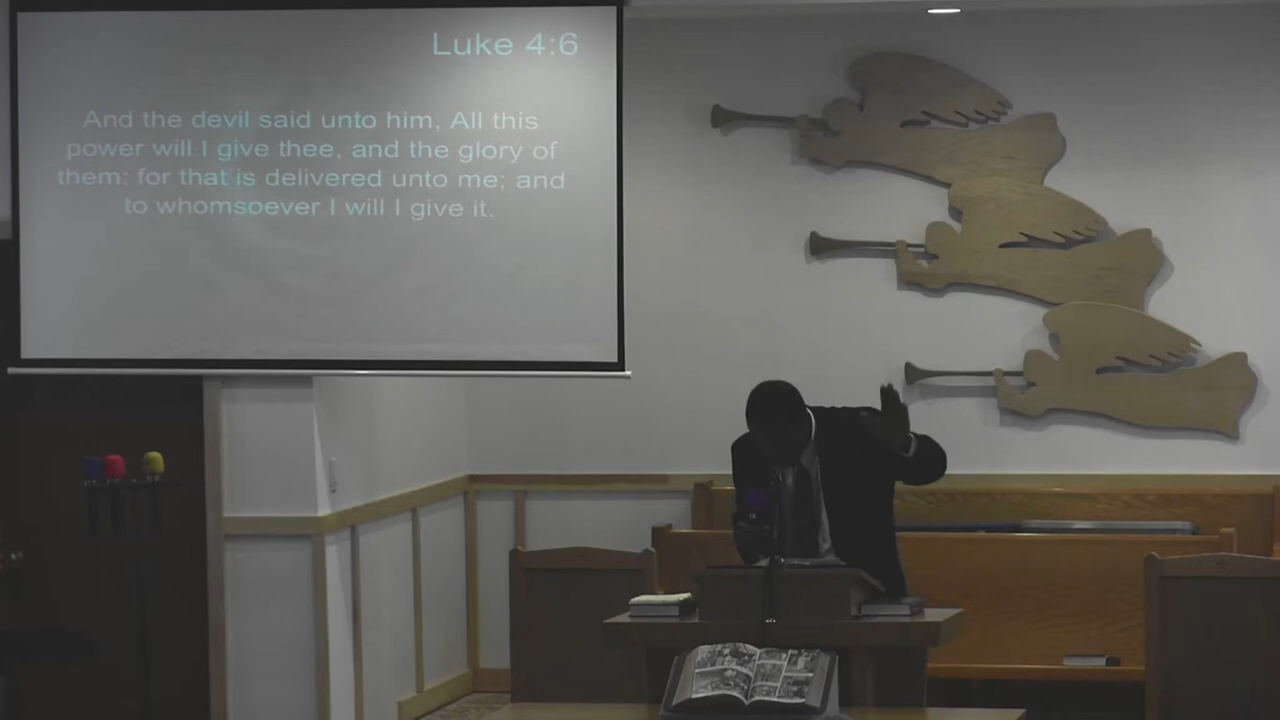 Luke 4:6
And the devil said unto him, All this
power will I give thee, and the glory of
them: for that is delivered unto me; and
to whomsoever I will I give it.